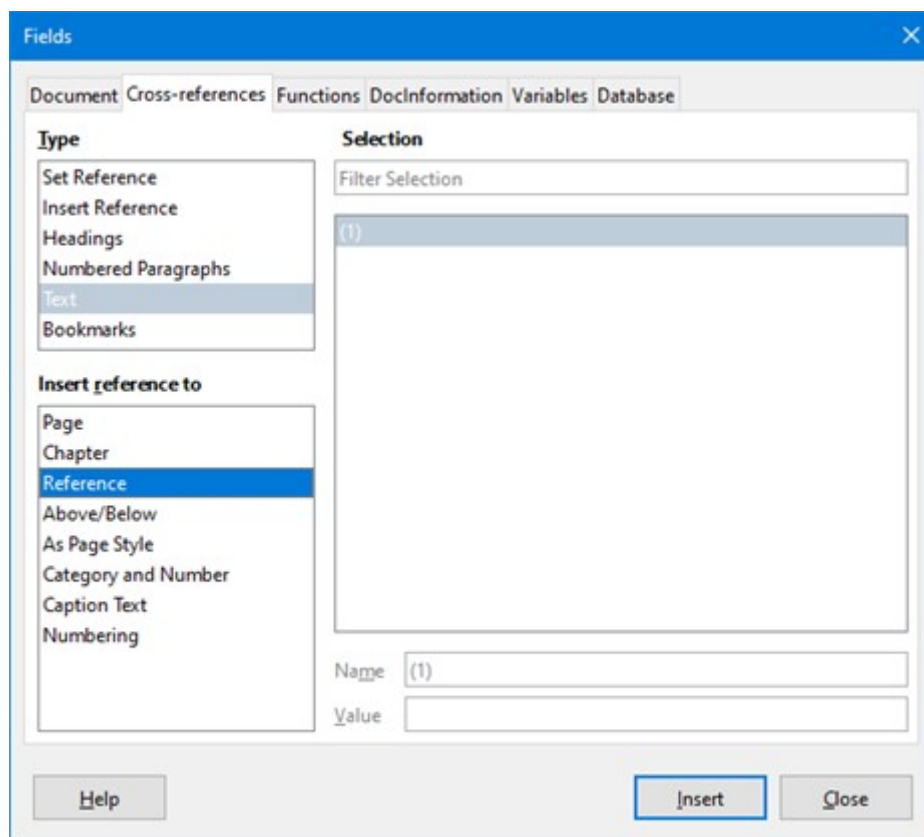 Fields
Document Cross-references Functions DocInformation Variables Database
Type
Set Reference
Insert Reference
Headings
Numbered Paragraphs
Text
Bookmarks
Insert reference to
Page
Chapter
Reference
Above/Below
As Page Style
Category and Number
Caption Text
Numbering
Selection
Filter Selection
(1)
Name (1)
Value
Help Insert Close